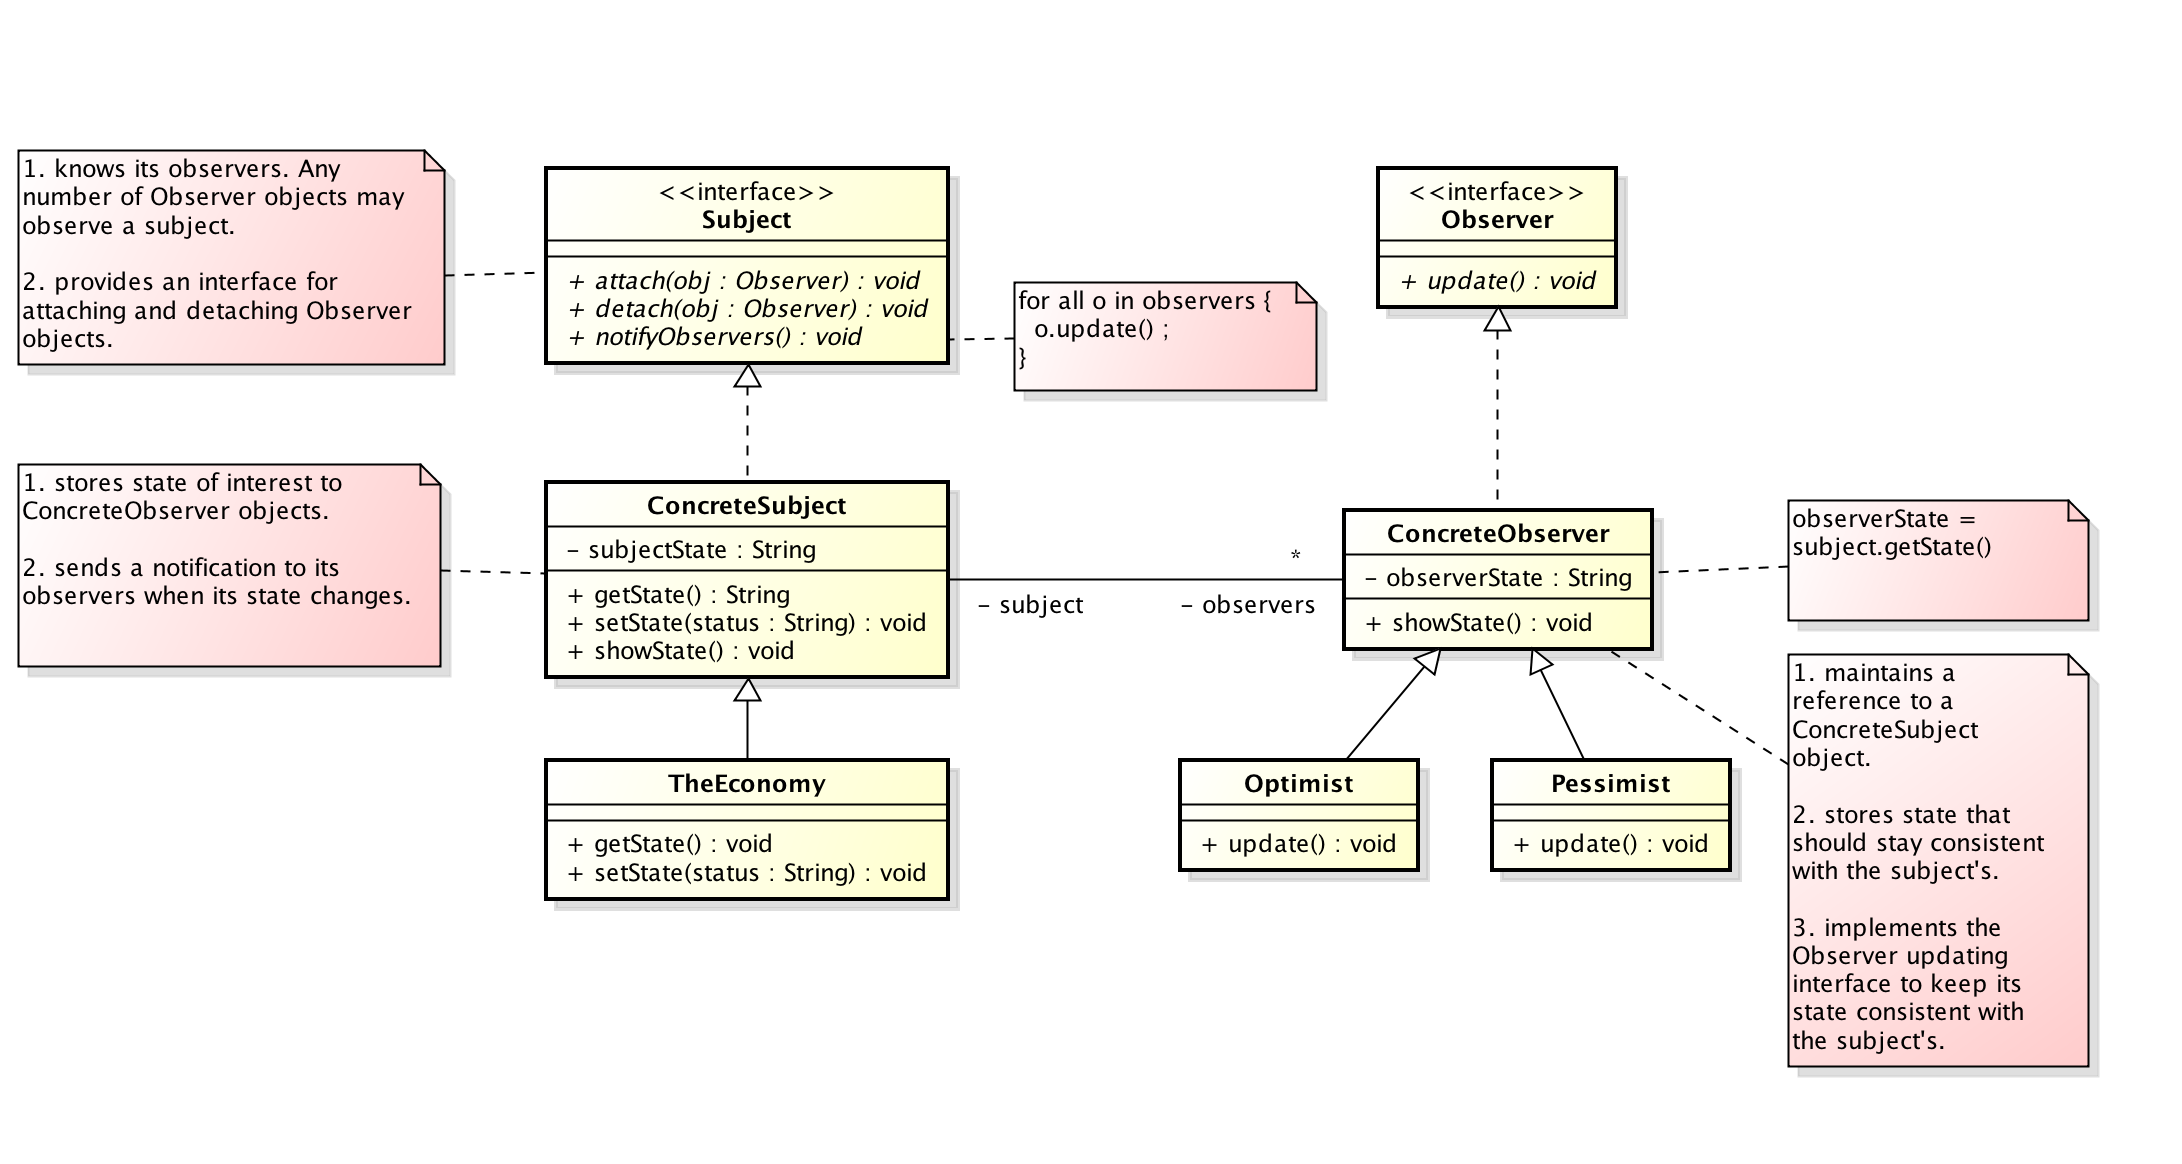 1. knows its observers. Any
number of Observer objects may
observe a subject.
2. provides an interface for
attaching and detaching Observer
objects.
<<interface>>
Subject
+ attach(obj : Observer) : void
+ detach(obj : Observer) : void
+ notifyObservers() : void
for all o in observers {
o.update() ;
}
<<interface>>
Observer
+ update() : void
1. stores state of interest to
ConcreteObserver objects.
2. sends a notification to its
observers when its state changes.
ConcreteSubject
- subjectState : String
+ getState() : String
+ setState(status : String) : void
+ showState() : void
- subject
*
- observers
ConcreteObserver
- observerState : String
+ showState() : void
observerState =
subject.getState()
TheEconomy
+ getState() : void
+ setState(status : String) : void
Optimist
+ update() : void
Pessimist
+ update() : void
1. maintains a
reference to a
ConcreteSubject
object.
2. stores state that
should stay consistent
with the subject's.
3. implements the
Observer updating
interface to keep its
state consistent with
the subject's.